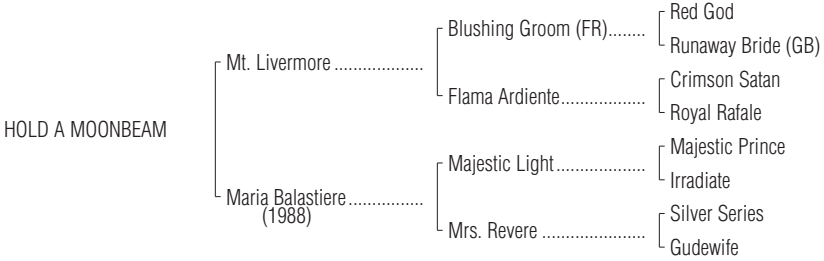 Red God
Blushing Groom (FR)........
Runaway Bride (GB)
Mt. Livermore ...................
Crimson Satan
Flama Ardiente..................
Royal Rafale
HOLD A MOONBEAM
Majestic Prince
Majestic Light...................
Irradiate
Maria Balastiere................
(1988)
Silver Series
Mrs. Revere ......................
Gudewife